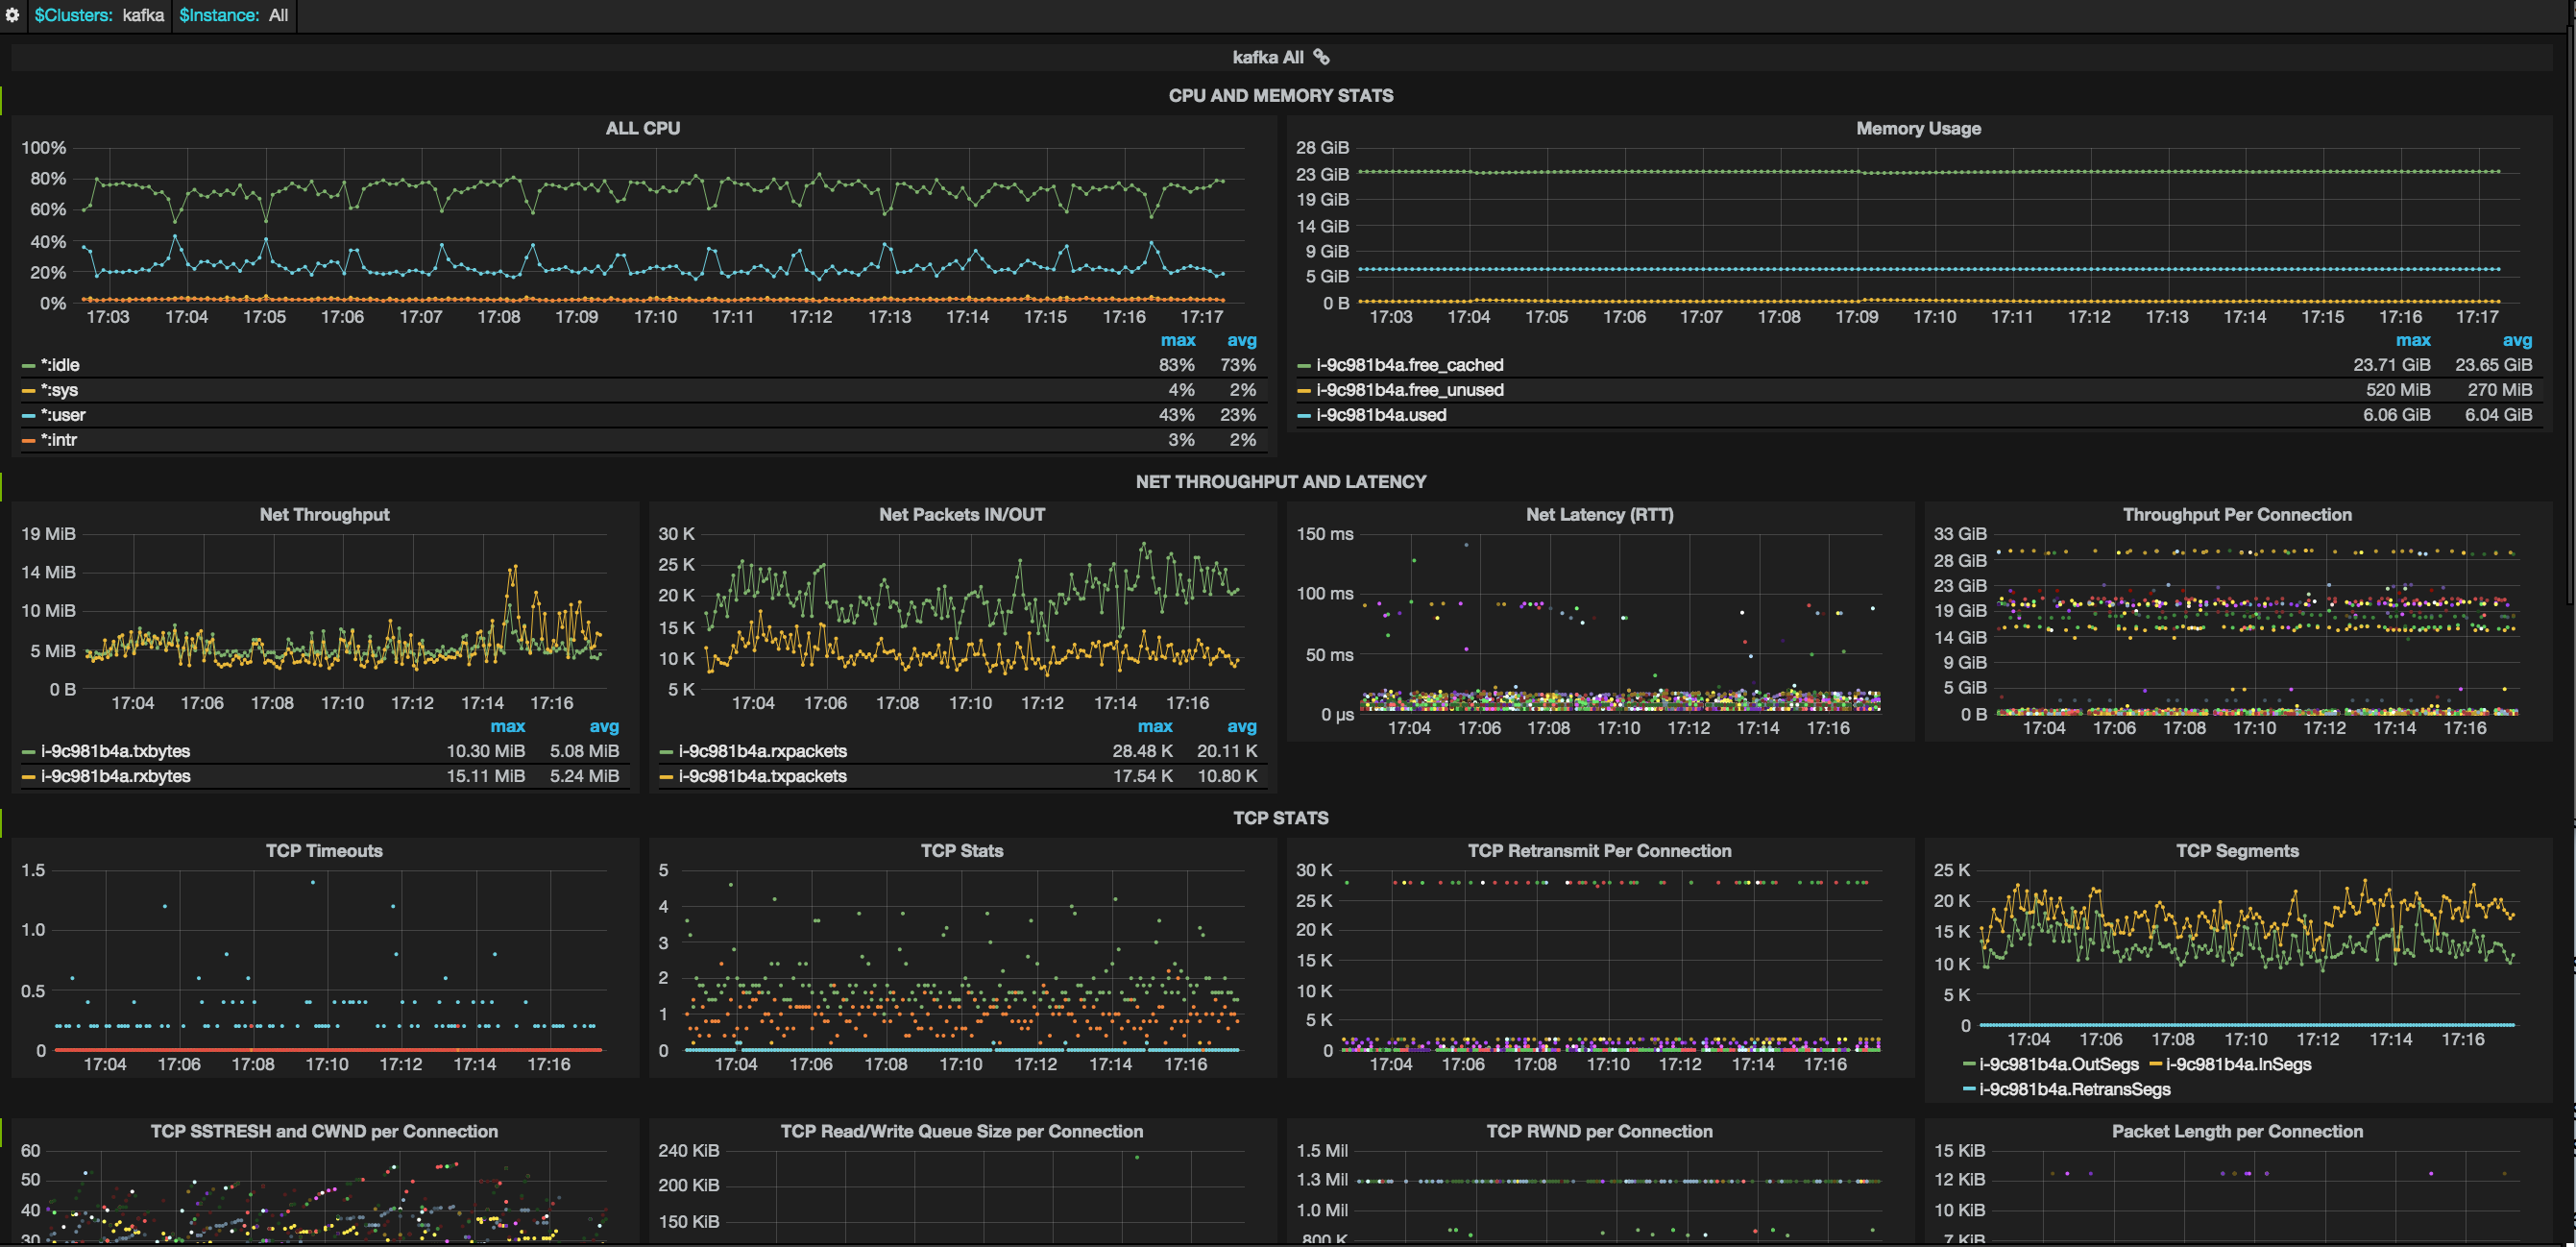 $Clusters: kafka $Instance: All
kafka All
CPU AND MEMORY STATS
ALL CPU
100%
80%
60%
40%
20%
0%
17:03 17:04 17:05 17:06 17:07 17:08 17:09 17:10 17:11 17:12 17:13 17:14 17:15 17:16 17:17
max avg
*:idle 83% 73%
*:sys 4% 2%
*:user 43% 23%
*:intr 3% 2%
Memory Usage
28 GiB
23 GiB
19 GiB
14 GiB
9 GiB
5 GiB
0 B
17:03 17:04 17:05 17:06 17:07 17:08 17:09 17:10 17:11 17:12 17:13 17:14 17:15 17:16 17:17
max avg
i-9c981b4a.free_cached 23.71 GiB 23.65 GiB
i-9c981b4a.free_unused 520 MiB 270 MiB
i-9c981b4a.used 6.06 GiB 6.04 GiB
NET THROUGHPUT AND LATENCY
Net Throughput
19 MiB
14 MiB
10 MiB
5 MiB
0 B
17:04 17:06 17:08 17:10 17:12 17:14 17:16
max avg
i-9c981b4a.txbytes 10.30 MiB 5.08 MiB
i-9c981b4a.rxbytes 15.11 MiB 5.24 MiB
Net Packets IN/OUT
30 K
25 K
20 K
15 K
10 K
5 K
17:04 17:06 17:08 17:10 17:12 17:14 17:16
max avg
i-9c981b4a.rxpackets 28.48 K 20.11 K
i-9c981b4a.txpackets 17.54 K 10.80 K
Net Latency (RTT)
150 ms
100 ms
50 ms
0 µs
17:04 17:06 17:08 17:10 17:12 17:14 17:16
Throughput Per Connection
33 GiB
28 GiB
23 GiB
19 GiB
14 GiB
9 GiB
5 GiB
0 B
17:04 17:06 17:08 17:10 17:12 17:14 17:16
TCP STATS
TCP Timeouts
1.5
1.0
0.5
0
17:04 17:06 17:08 17:10 17:12 17:14 17:16
TCP Stats
5
4
3
2
1
0
17:04 17:06 17:08 17:10 17:12 17:14 17:16
TCP Retransmit Per Connection
30 K
25 K
20 K
15 K
10 K
5 K
0
17:04 17:06 17:08 17:10 17:12 17:14 17:16
TCP Segments
25 K
20 K
15 K
10 K
5 K
0
17:04 17:06 17:08 17:10 17:12 17:14 17:16
i-9c981b4a.OutSegs i-9c981b4a.InSegs
i-9c981b4a.RetransSegs
TCP SSTRESH and CWND per Connection
60
50
40
30
TCP Read/Write Queue Size per Connection
240 KiB
200 KiB
150 KiB
TCP RWND per Connection
1.5 Mil
1.3 Mil
1.0 Mil
800 K
Packet Length per Connection
15 KiB
12 KiB
10 KiB
7 KiB